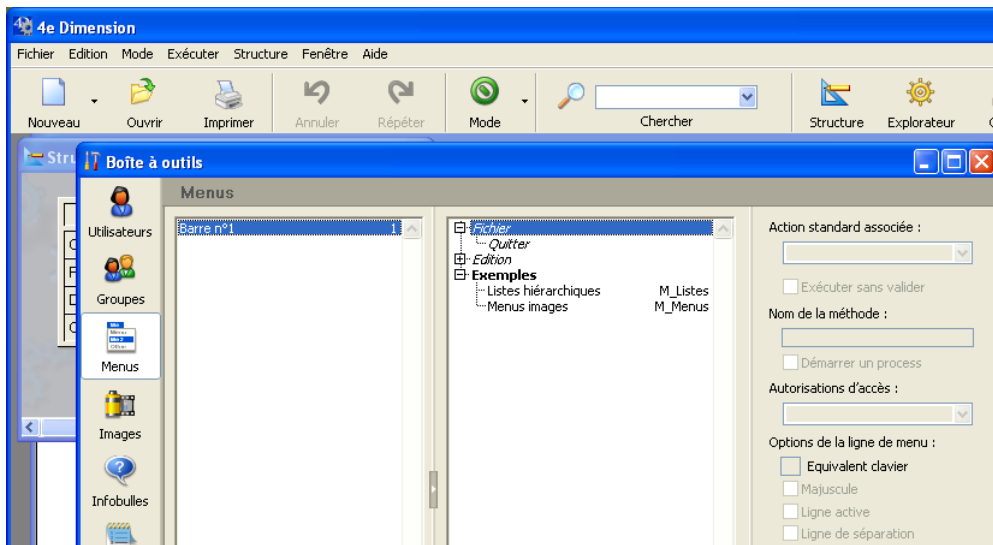 4e Dimension
Fichier Edition Mode Exécuter Structure Fenêtre Aide
Nouveau Ouvrir Imprimer Annuler Répéter Mode Chercher Structure Explorateur
Stru
Boîte à outils
Menus
Utilisateurs
Groupes
Menus
Images
Infobulles
Barre n°1 1
Fichier
Quitter
Edition
Exemples
Listes hiérarchiques M_Listes
Menus images M_Menus
Action standard associée :
Exécuter sans valider
Nom de la méthode :
Démarrer un process
Autorisations d'accès :
Options de la ligne de menu :
Equivalent clavier
Majuscule
Ligne active
Ligne de séparation